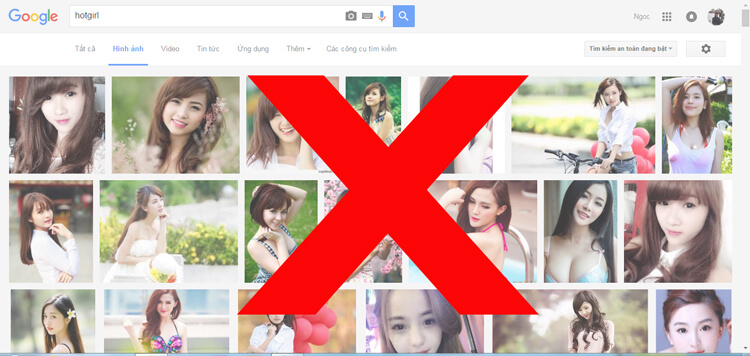 Google hotgirl Ngọc
Tất cả Hình ảnh Video Tin tức Ứng dụng Thêm Các công cụ tìm kiếm Tìm kiếm an toàn đang bật